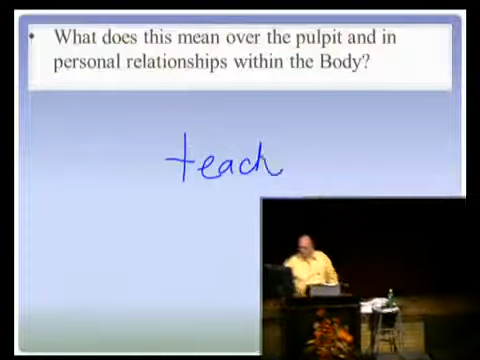 • What does this mean over the pulpit and in
personal relationships within the Body?
teach